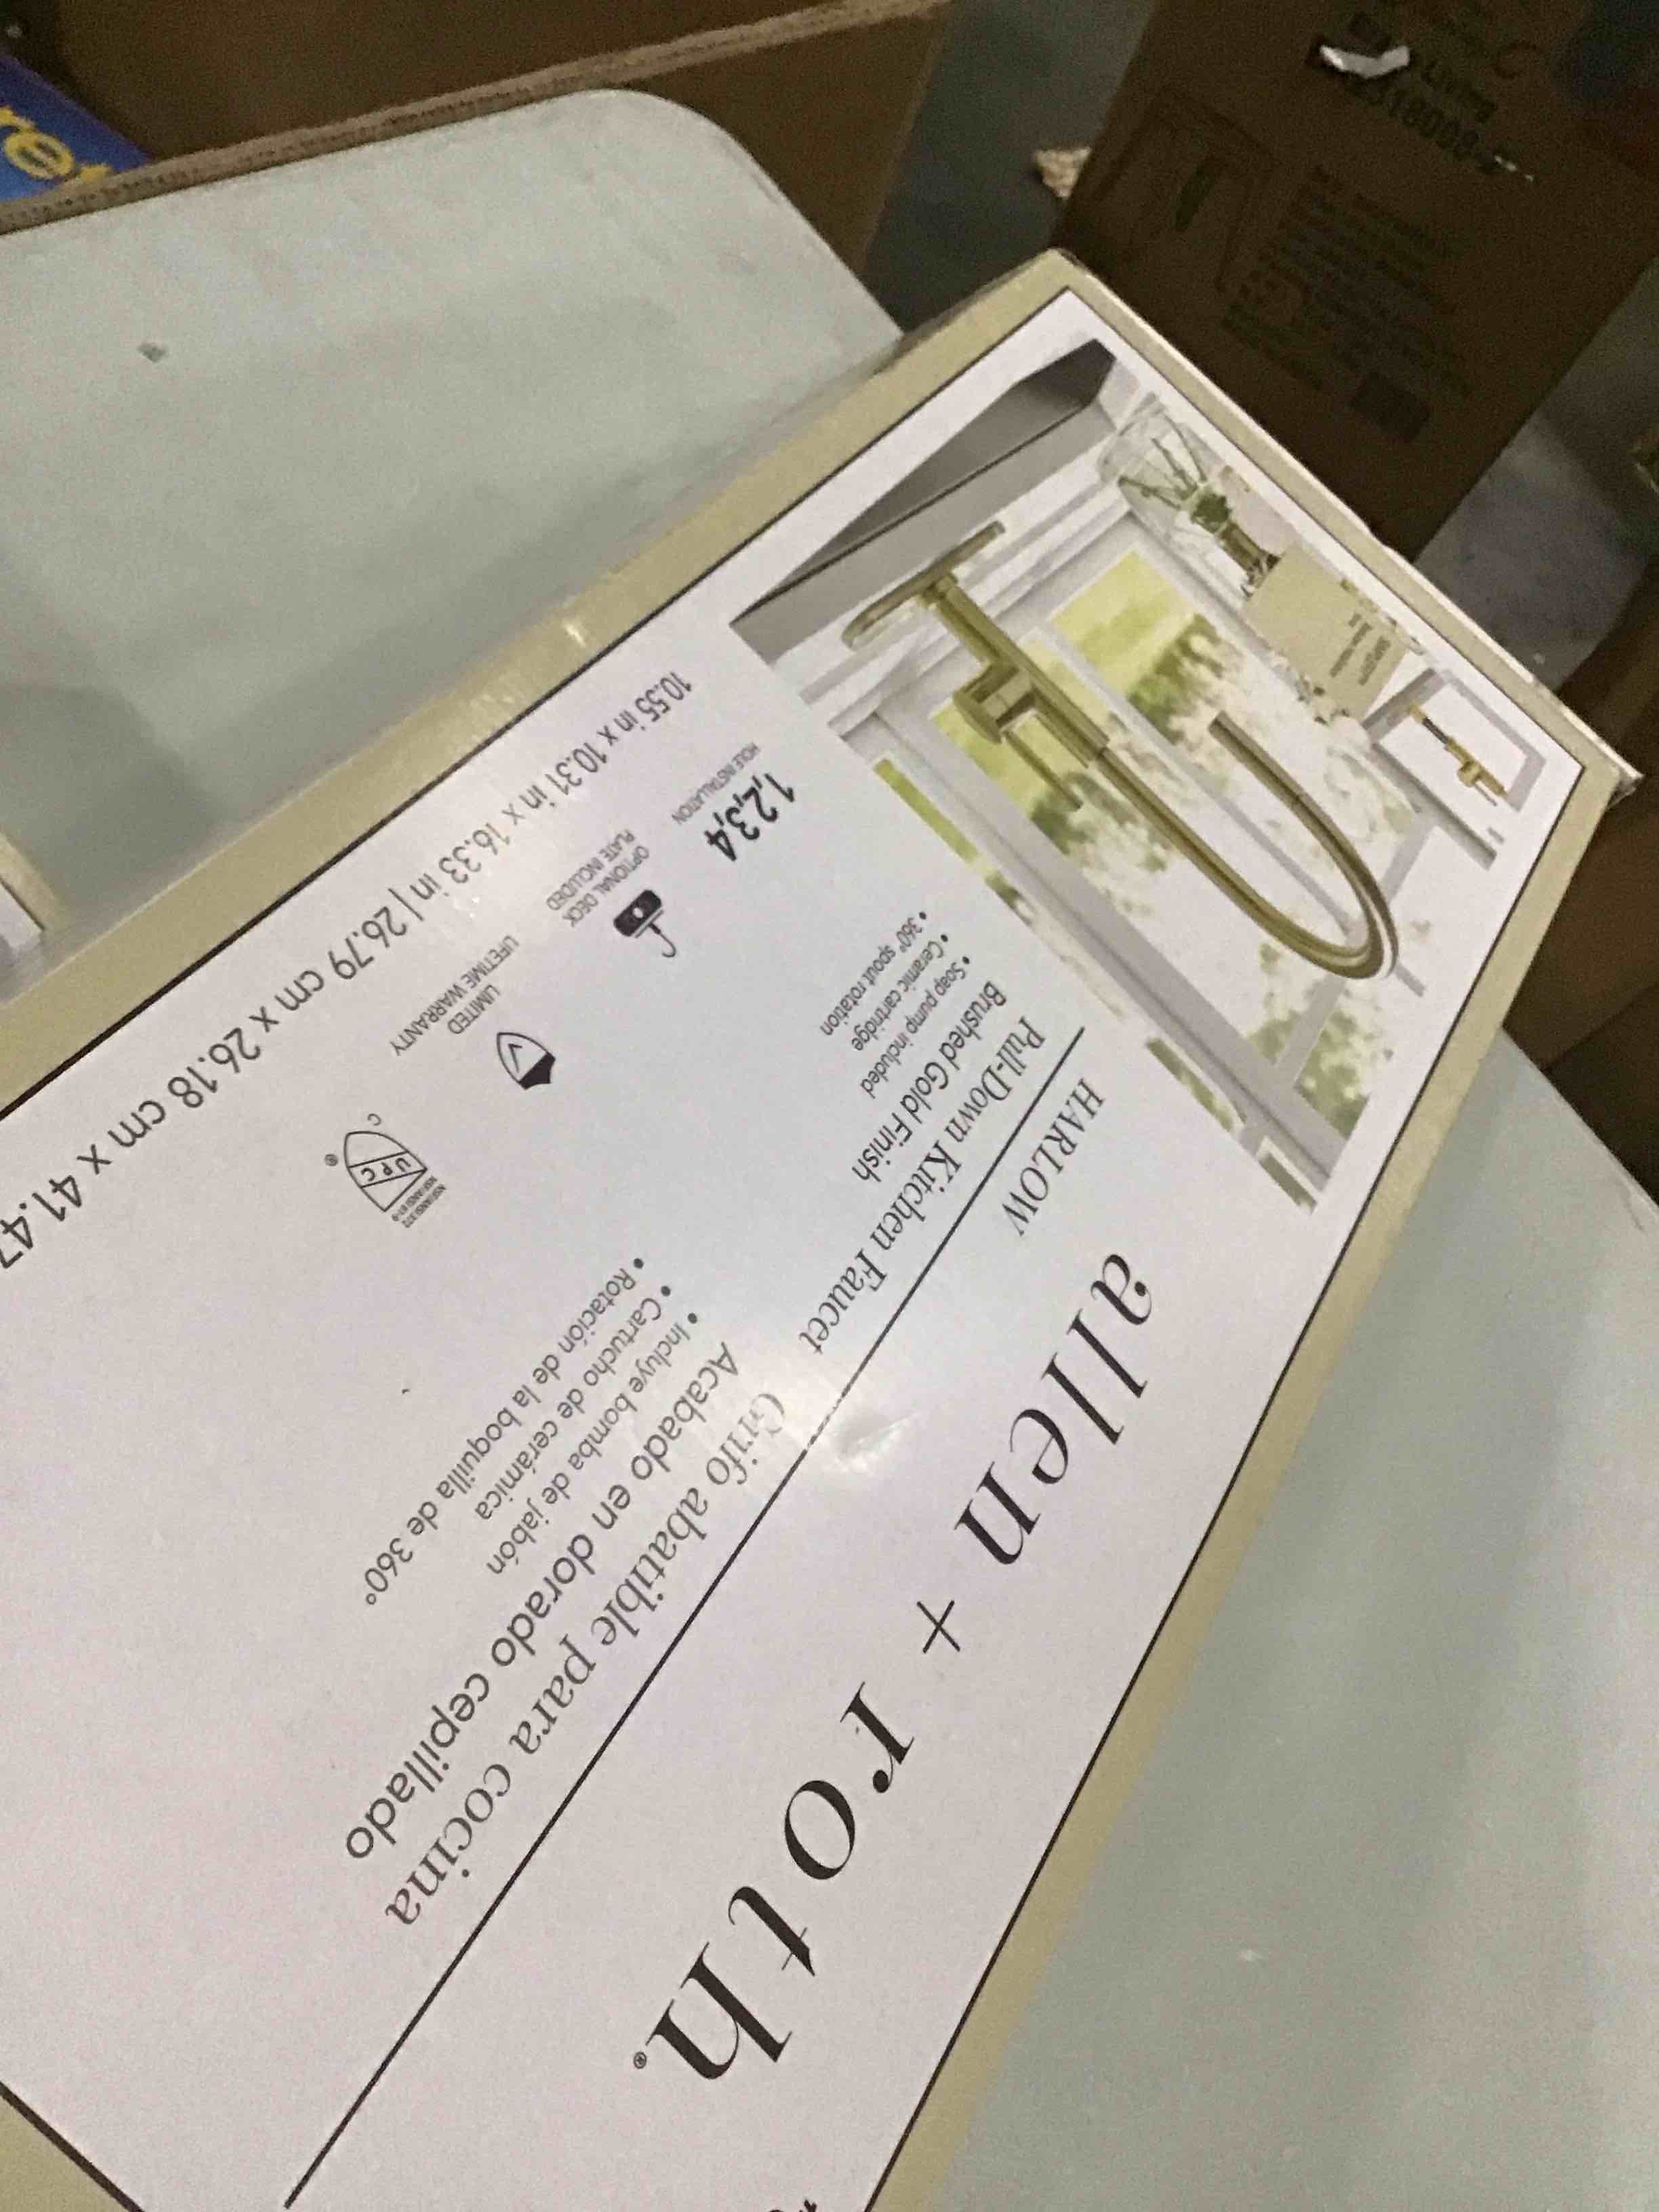 allen + roth®
HARLOW
Pull-Down Kitchen Faucet
Brushed Gold Finish
• Soap pump included
• Ceramic cartridge
• 360° spout rotation
Grifo abatible para cocina
Acabado en dorado cepillado
• Incluye bomba de jabón
• Cartucho de cerámica
• Rotación de la boquilla de 360°
1,2,3,4
HOLE INSTALLATION
OPTIONAL DECK
PLATE INCLUDED
LIMITED
LIFETIME WARRANTY
UPC
C
®
10.55 in x 10.31 in x 16.33 in | 26.79 cm x 26.18 cm x 41.47
ret